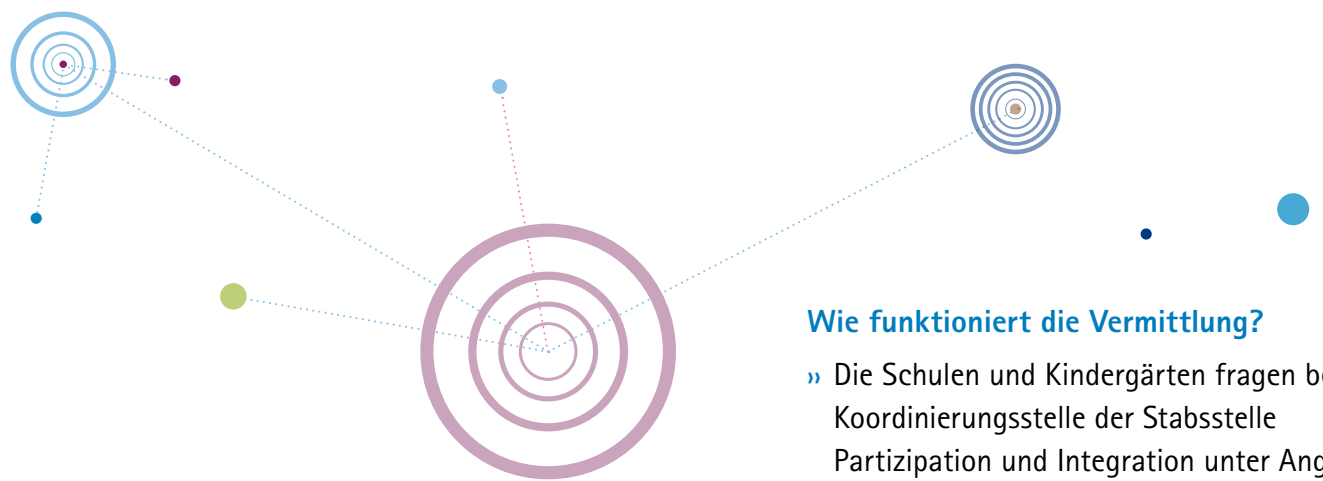 Wie funktioniert die Vermittlung?
» Die Schulen und Kindergärten fragen
Koordinierungsstelle der Stabsstelle
Partizipation und Integration unter